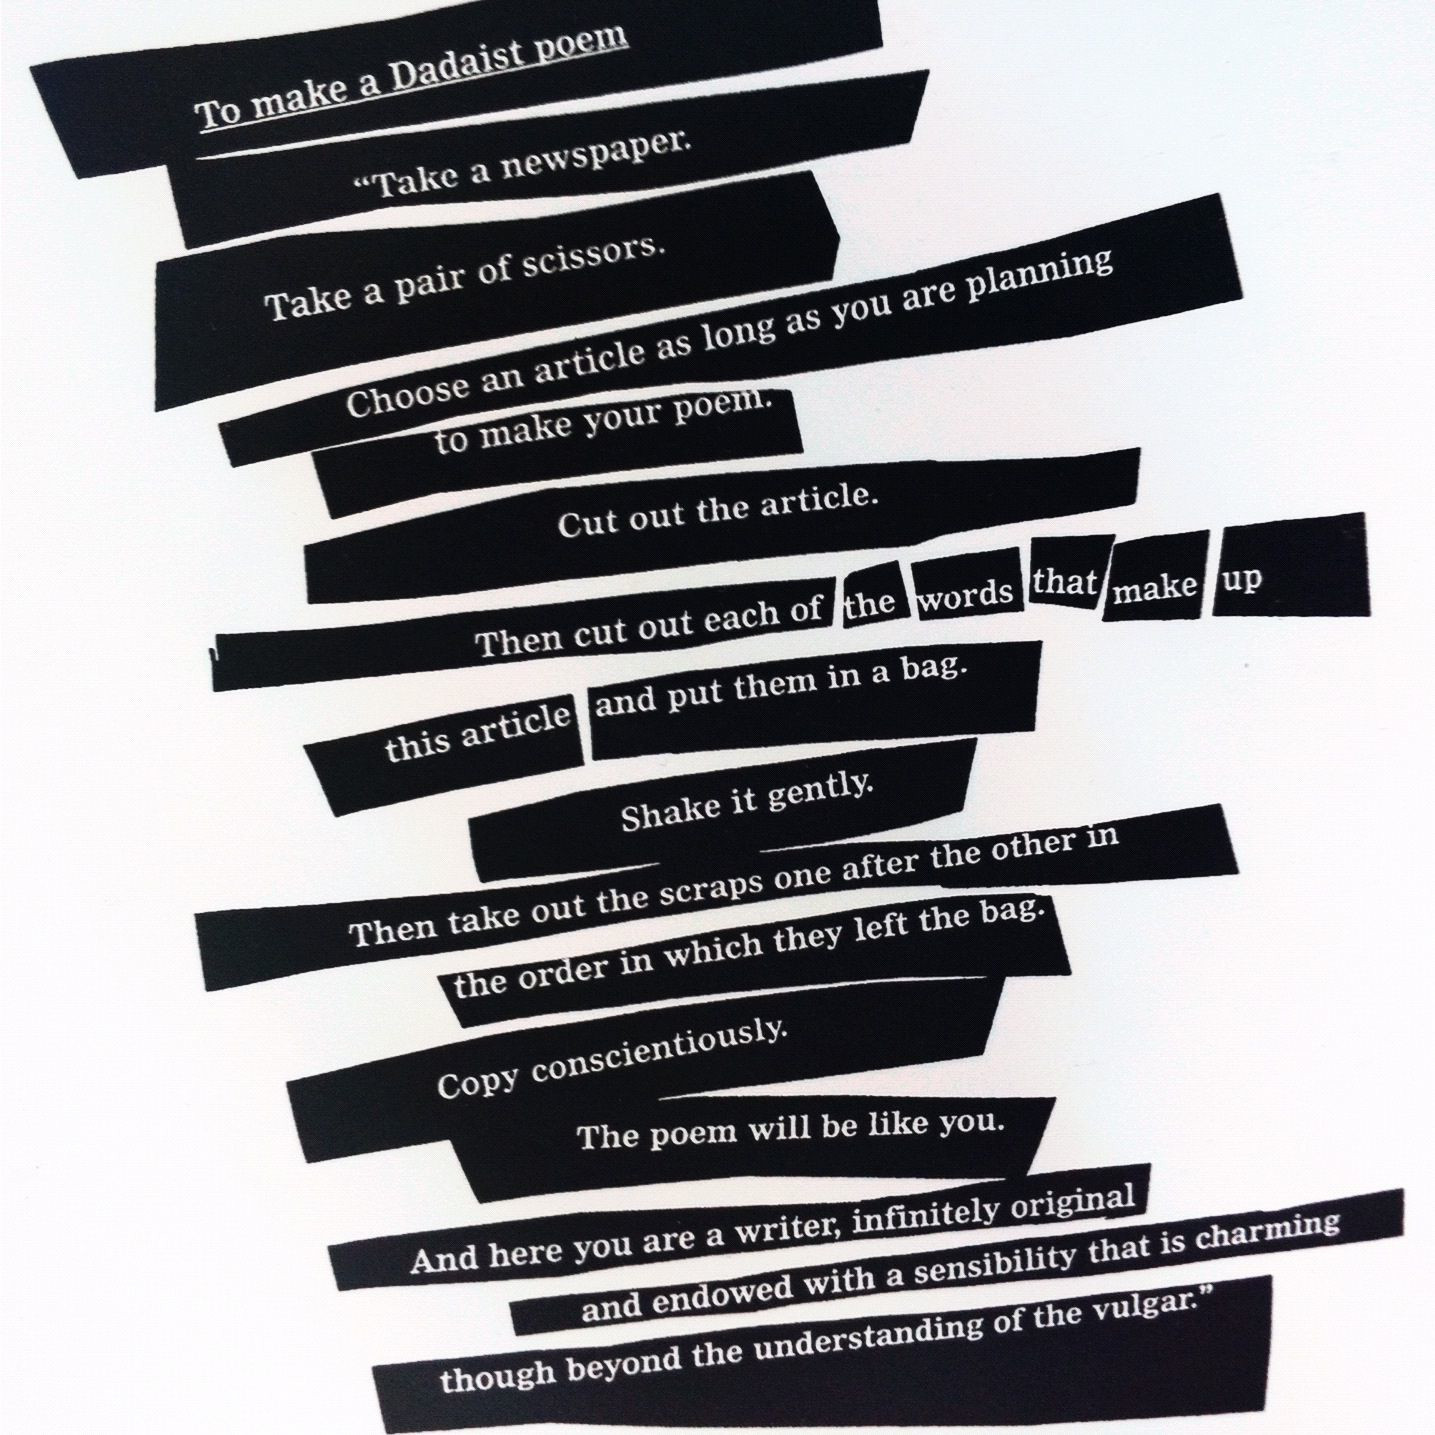 To make a Dadaist poem
“Take a newspaper.
Take a pair of scissors.
Choose an article as long as you are planning
to make your poem.
Cut out the article.
Then cut out each of the words that make up
this article and put them in a bag.
Shake it gently.
Then take out the scraps one after the other in
the order in which they left the bag.
Copy conscientiously.
The poem will be like you.
And here you are a writer, infinitely original
and endowed with a sensibility that is charming
though beyond the understanding of the vulgar.”